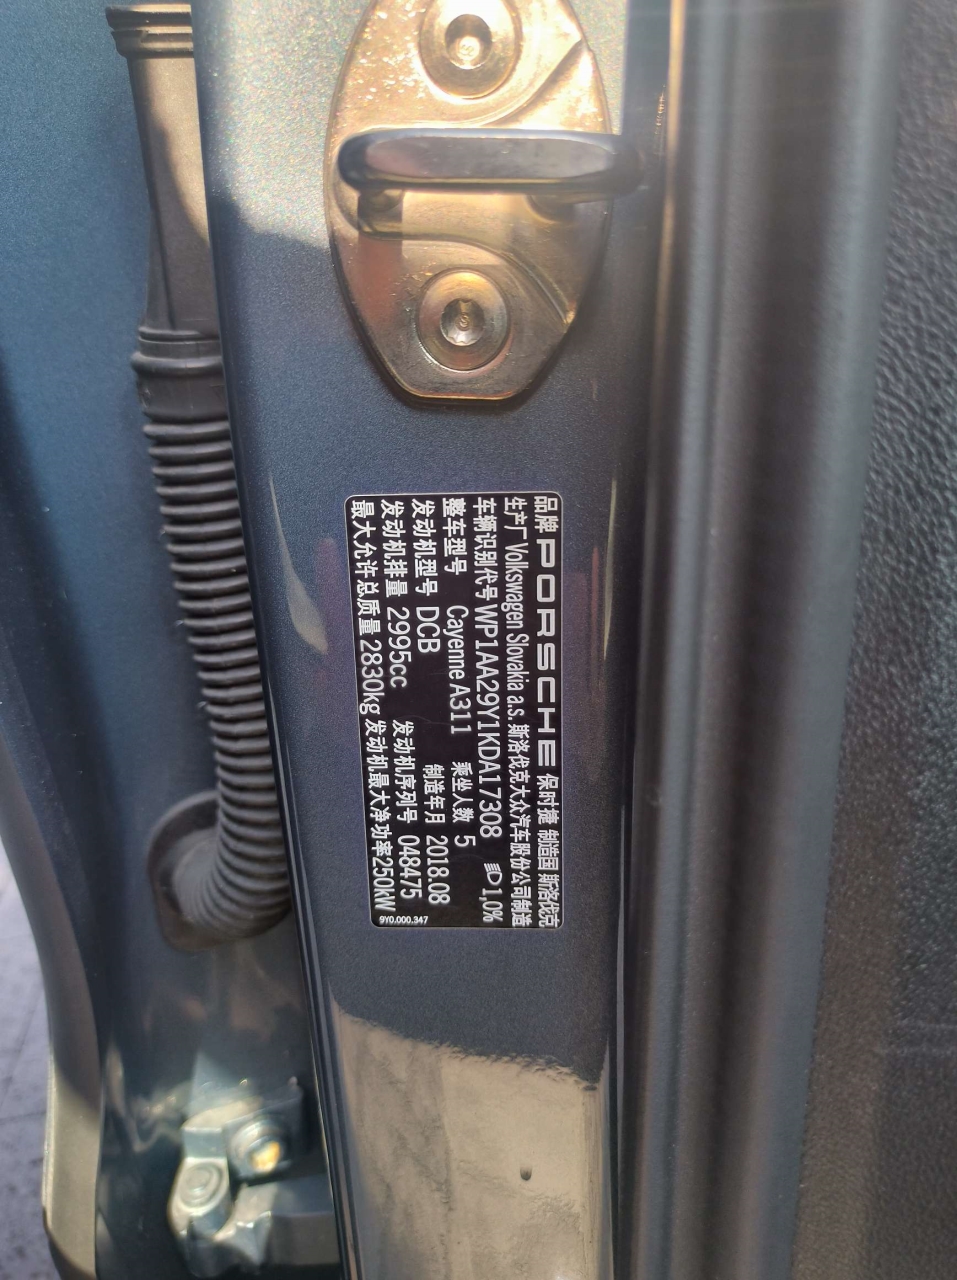 品牌 PORSCHE 保时捷 制造国 斯洛伐克
生产厂 Volkswagen Slovakia a.s. 斯洛伐克大众汽车股份公司制造
车辆识别代号 WP1AA29Y1KDA17308 1,0%
整车型号 Cayenne A311 乘坐人数 5
发动机型号 DCB 制造年月 2018.08
发动机排量 2995cc 发动机序列号 048475
最大允许总质量 2830kg 发动机最大净功率250kW
9Y0.000.347